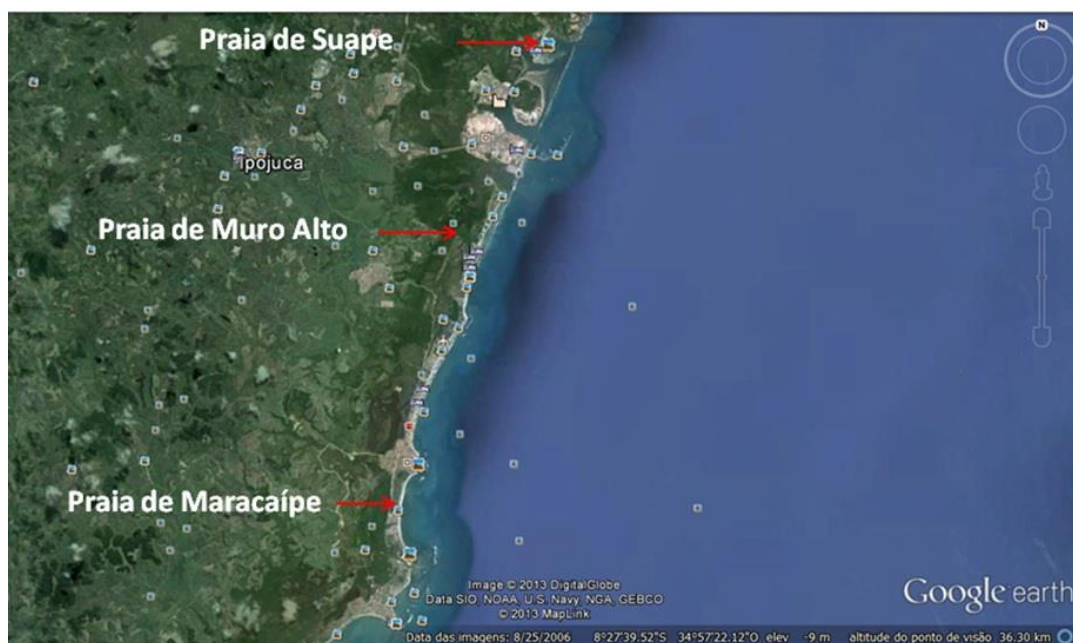 Praia de Suape
N
Ipojuca
Praia de Muro Alto
Praia de Maracaípe
Image © 2013 DigitalGlobe
Data SIO, NOAA, U.S. Navy, NGA, GEBCO
© 2013 MapLink
Google earth
Data das imagens: 8/25/2006 8°27'39.52"S 34°57'22.12"O elev -9 m altitude do ponto de visão 36.30 km